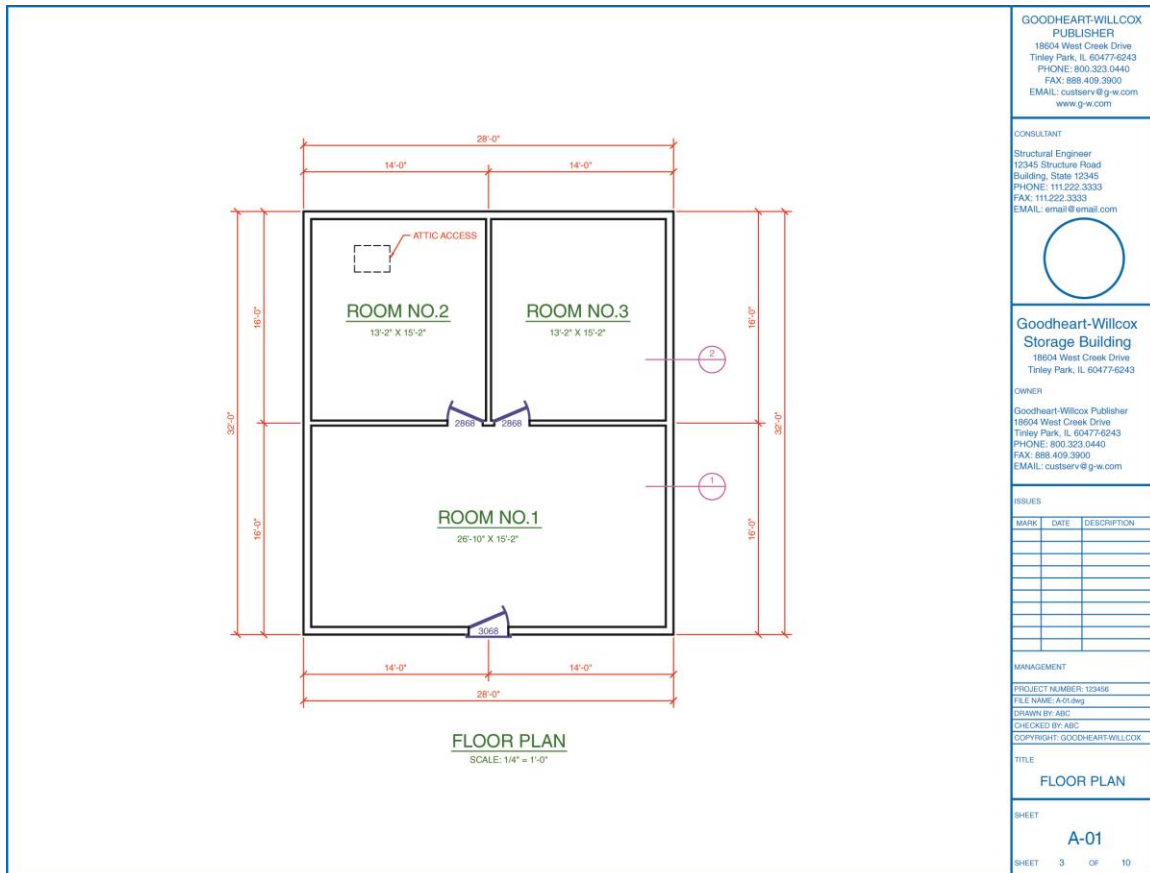 28'-0"
14'-0" 14'-0"
ATTIC ACCESS
ROOM NO.2
13'-2" X 15'-2"
ROOM NO.3
13'-2" X 15'-2"
16'-0"
16'-0"
2
32'-0"
32'-0"
2868 2868
1
ROOM NO.1
26'-10" X 15'-2"
16'-0"
16'-0"
3068
14'-0" 14'-0"
28'-0"
FLOOR PLAN
SCALE: 1/4" = 1'-0"
GOODHEART-WILLCOX
PUBLISHER
18604 West Creek Drive
Tinley Park, IL 60477-6243
PHONE: 800.323.0440
FAX: 888.409.3900
EMAIL: custserv@g-w.com
www.g-w.com
CONSULTANT
Structural Engineer
12345 Structure Road
Building, State 12345
PHONE: 111.222.3333
FAX: 111.222.3333
EMAIL: email@email.com
Goodheart-Willcox
Storage Building
18604 West Creek Drive
Tinley Park, IL 60477-6243
OWNER
Goodheart-Willcox Publisher
18604 West Creek Drive
Tinley Park, IL 60477-6243
PHONE: 800.323.0440
FAX: 888.409.3900
EMAIL: custserv@g-w.com
ISSUES
MARK DATE DESCRIPTION
MANAGEMENT
PROJECT NUMBER: 123456
FILE NAME: A-01.dwg
DRAWN BY: ABC
CHECKED BY: ABC
COPYRIGHT: GOODHEART-WILLCOX
TITLE
FLOOR PLAN
SHEET
A-01
SHEET 3 OF 10